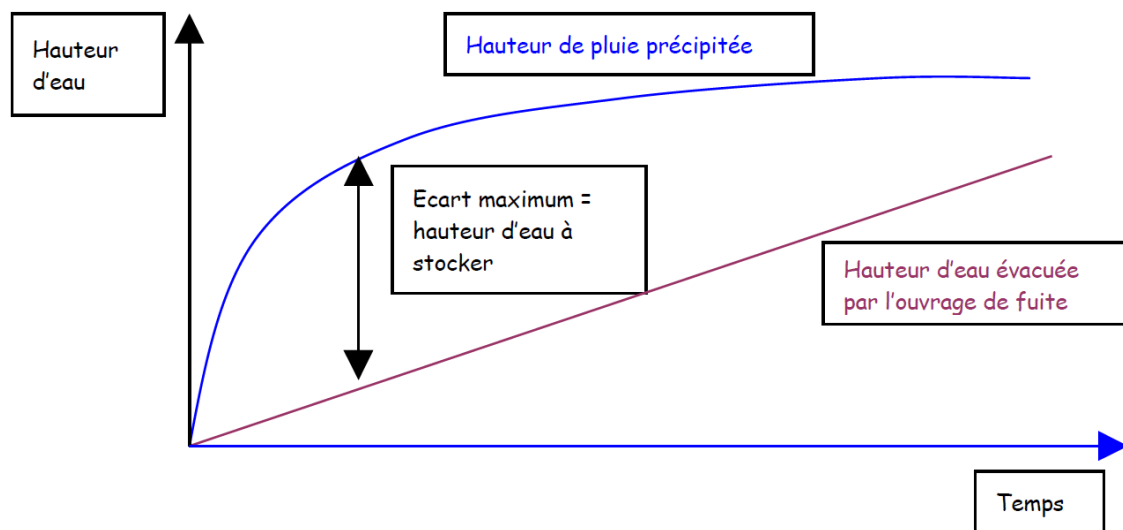 Hauteur
d'eau
Hauteur de pluie précipitée
Ecart maximum =
hauteur d'eau à
stocker
Hauteur d'eau évacuée
par l'ouvrage de fuite
Temps